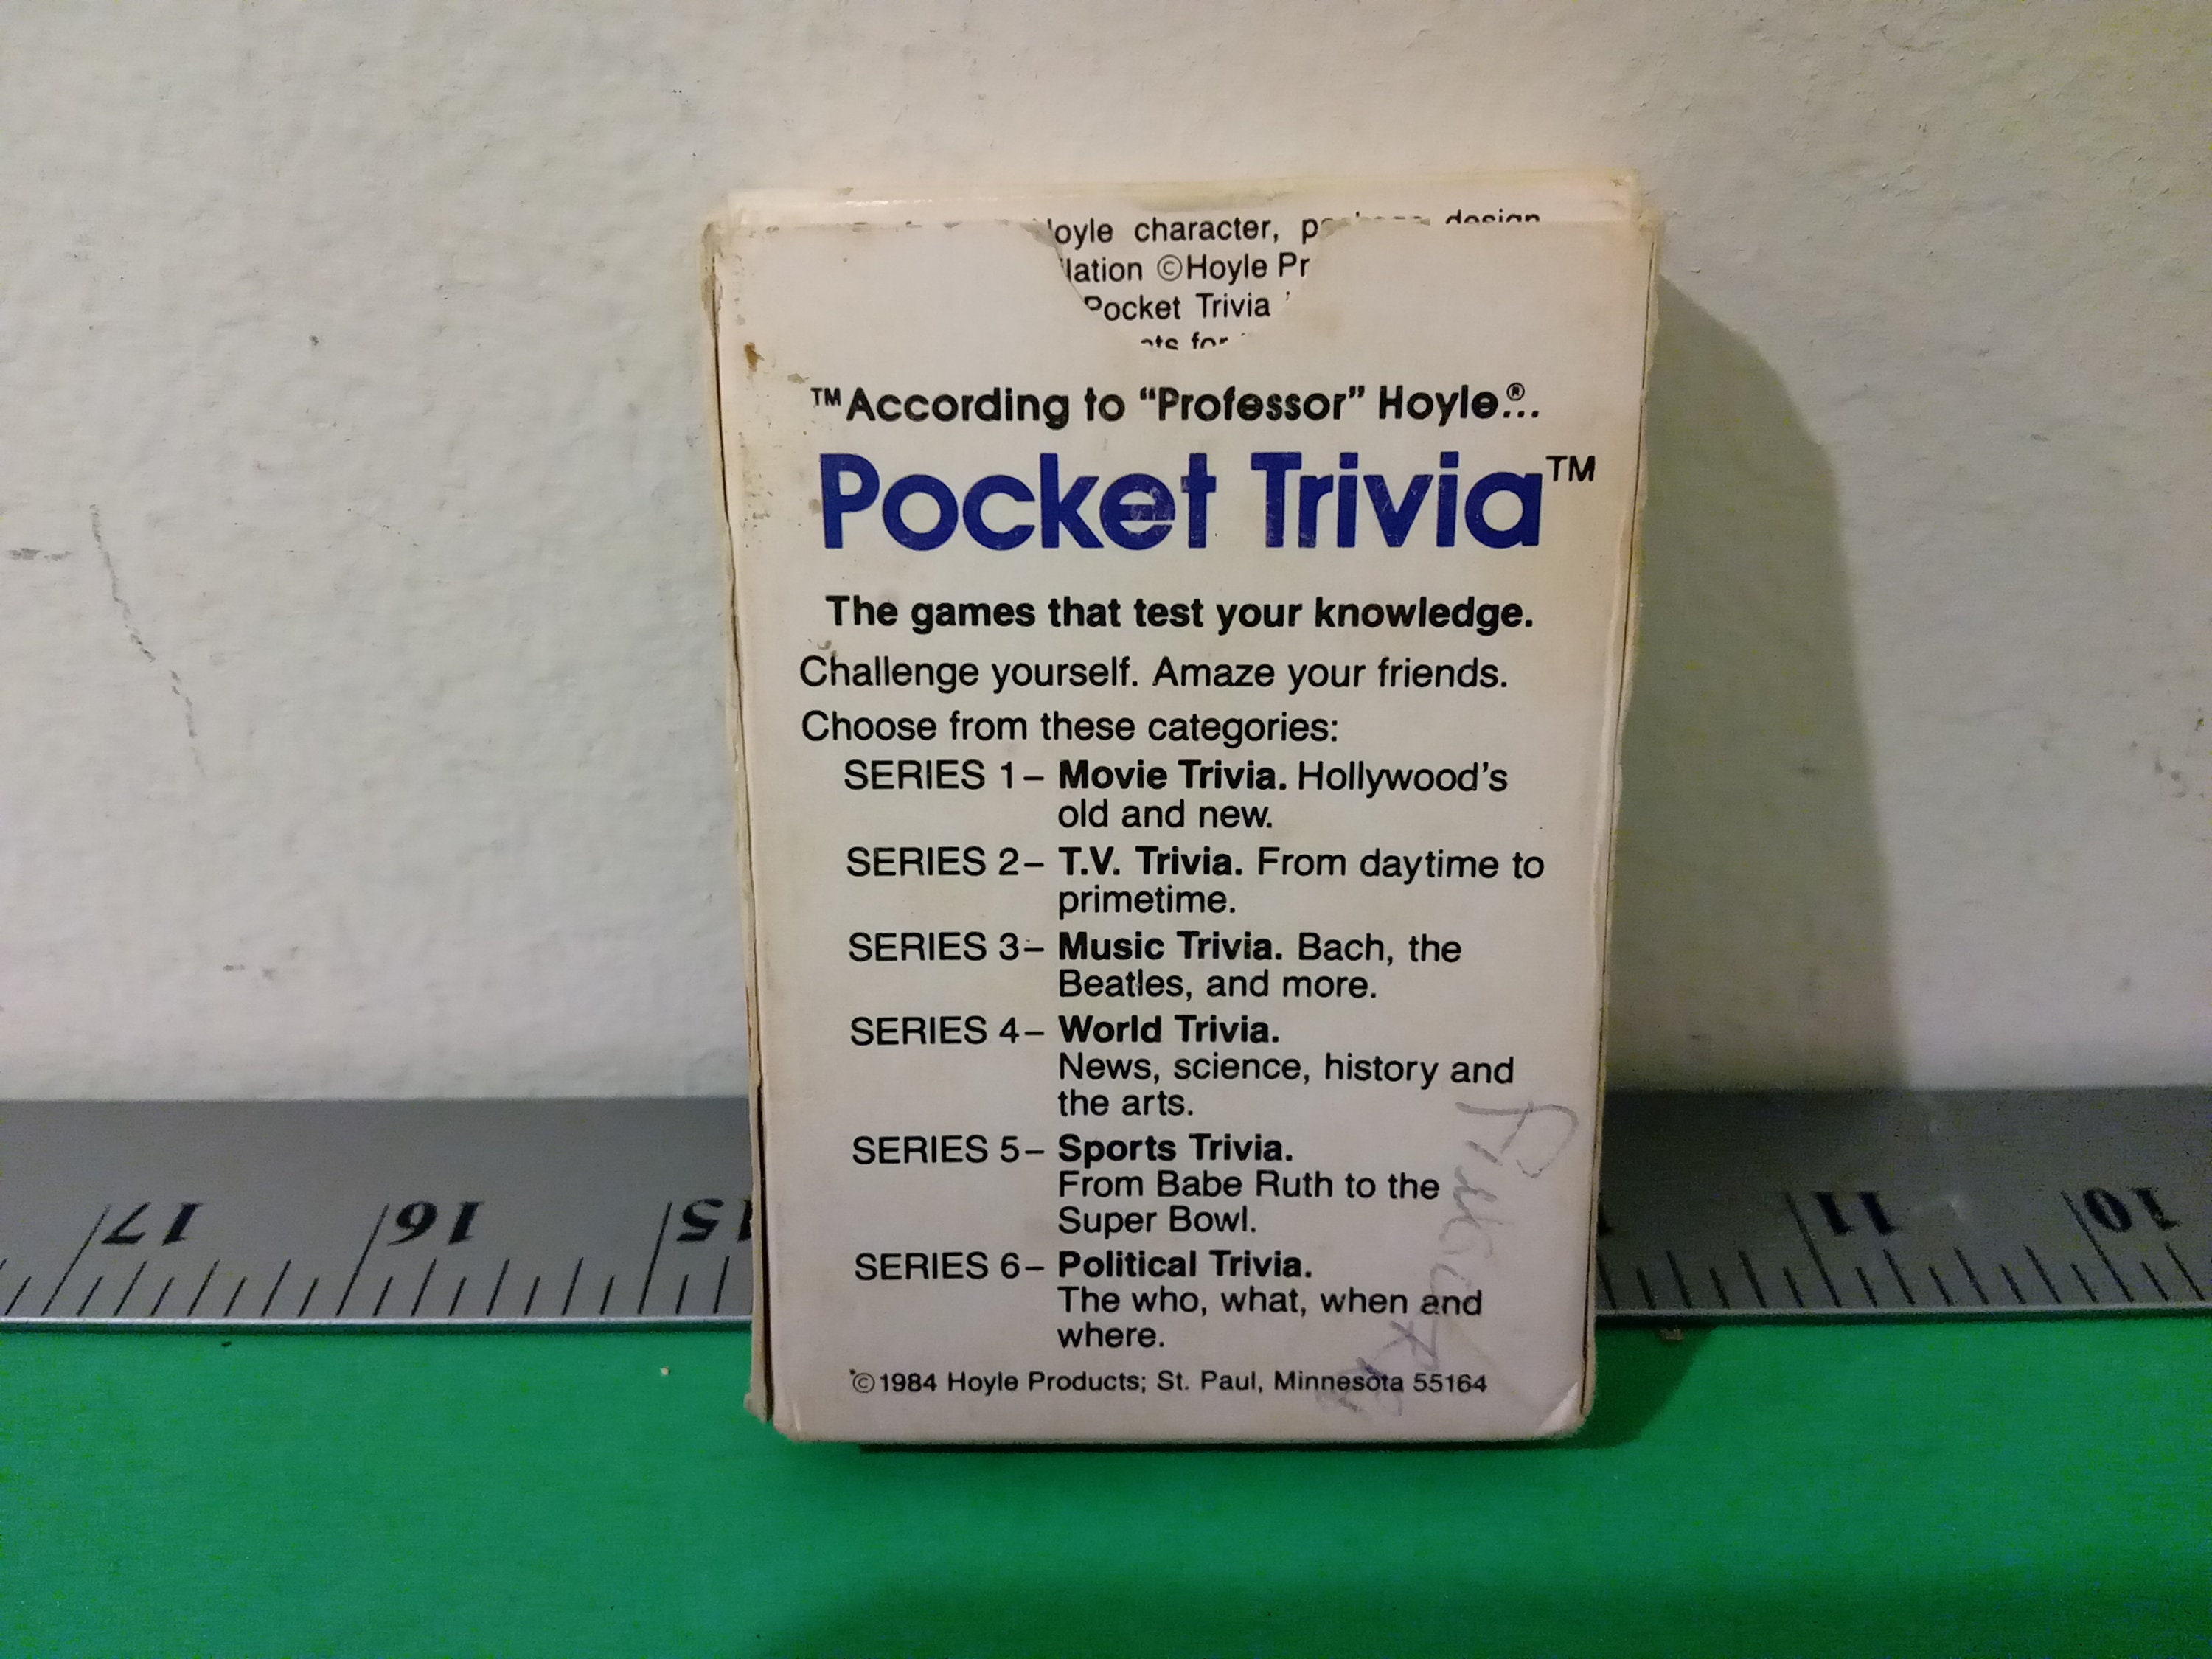 character,
©Hoyle
Trivia
™According to “Professor” Hoyle®...
Pocket Trivia™
The games that test your knowledge.
Challenge yourself. Amaze your friends.
Choose from these categories:
SERIES 1– Movie Trivia. Hollywood's
old and new.
SERIES 2– T.V. Trivia. From daytime to
primetime.
SERIES 3– Music Trivia. Bach, the
Beatles, and more.
SERIES 4– World Trivia.
News, science, history and
the arts.
SERIES 5– Sports Trivia.
From Babe Ruth to the
Super Bowl.
SERIES 6– Political Trivia.
The who, what, when and
where.
©1984 Hoyle Products; St. Paul, Minnesota 55164
17 16 15 11 10